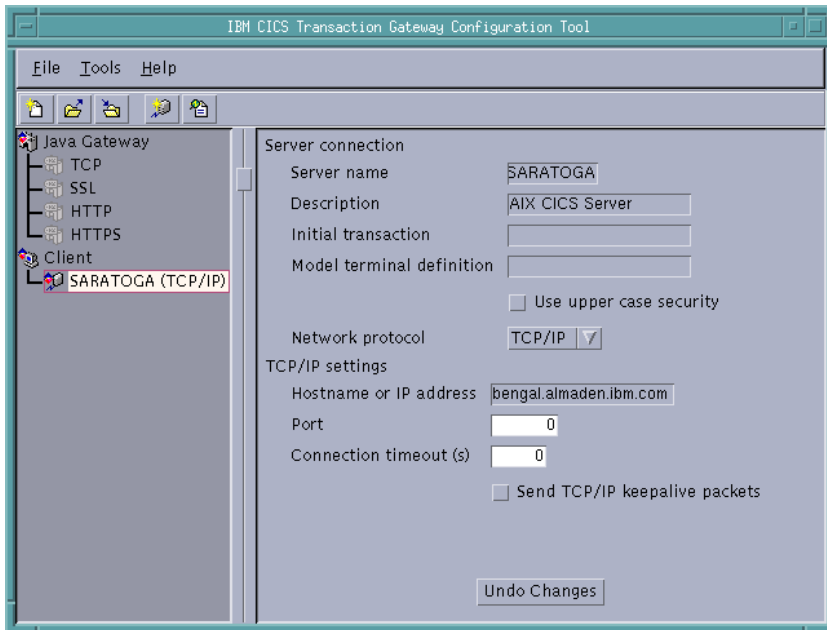 IBM CICS Transaction Gateway Configuration Tool
File Tools Help
Java Gateway
TCP
SSL
HTTP
HTTPS
Client
SARATOGA (TCP/IP)
Server connection
Server name SARATOGA
Description AIX CICS Server
Initial transaction
Model terminal definition
Use upper case security
Network protocol TCP/IP
TCP/IP settings
Hostname or IP address bengal.almaden.ibm.com
Port 0
Connection timeout (s) 0
Send TCP/IP keepalive packets
Undo Changes